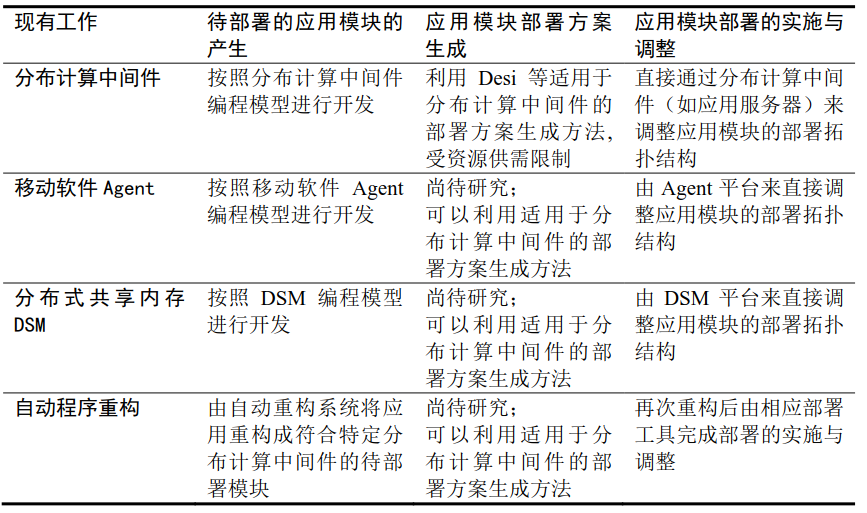 现有工作
待部署的应用模块的
产生
应用模块部署方案
生成
应用模块部署的实施与
调整
分布计算中间件
按照分布计算中间件
编程模型进行开发
利用 Desi 等适用于
分布计算中间件的
部署方案生成方法,
受资源供需限制
直接通过分布计算中间
件（如应用服务器）来
调整应用模块的部署拓
扑结构
移动软件 Agent
按照移动软件 Agent
编程模型进行开发
尚待研究；
可以利用适用于分
布计算中间件的部
署方案生成方法
由 Agent 平台来直接调
整应用模块的部署拓扑
结构
分布式共享内存
DSM
按照 DSM 编程模型
进行开发
尚待研究；
可以利用适用于分
布计算中间件的部
署方案生成方法
由 DSM 平台来直接调
整应用模块的部署拓扑
结构
自动程序重构
由自动重构系统将应
用重构成符合特定分
布计算中间件的待部
署模块
尚待研究；
可以利用适用于分
布计算中间件的部
署方案生成方法
再次重构后由相应部署
工具完成部署的实施与
调整